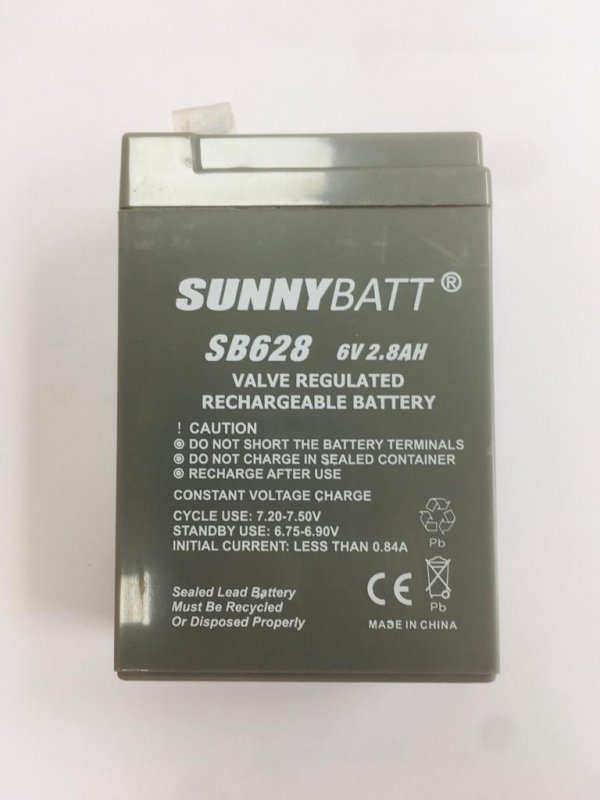 SUNNYBATT®
SB628 6V 2.8AH
VALVE REGULATED
RECHARGEABLE BATTERY
! CAUTION
◎ DO NOT SHORT THE BATTERY TERMINALS
◎ DO NOT CHARGE IN SEALED CONTAINER
◎ RECHARGE AFTER USE
CONSTANT VOLTAGE CHARGE
CYCLE USE: 7.20-7.50V
STANDBY USE: 6.75-6.90V
INITIAL CURRENT: LESS THAN 0.84A
Pb
Sealed Lead Battery
Must Be Recycled
Or Disposed Properly
CE
Pb
MADE IN CHINA